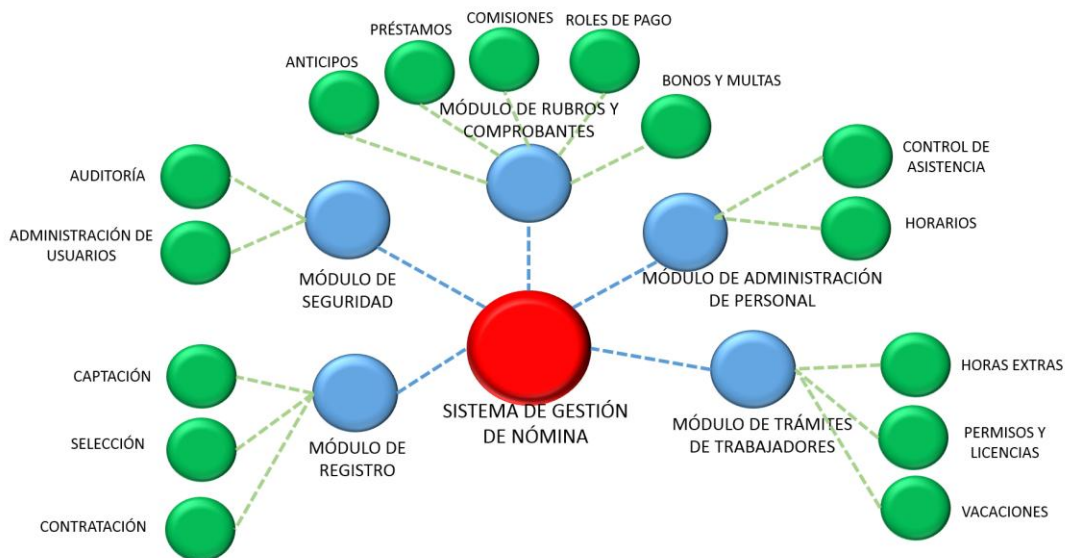 COMISIONES
ROLES DE PAGO
PRÉSTAMOS
ANTICIPOS
BONOS Y MULTAS
MÓDULO DE RUBROS Y
COMPROBANTES
CONTROL DE
ASISTENCIA
HORARIOS
MÓDULO DE ADMINISTRACIÓN
DE PERSONAL
AUDITORÍA
ADMINISTRACIÓN DE
USUARIOS
MÓDULO DE
SEGURIDAD
CAPTACIÓN
SELECCIÓN
CONTRATACIÓN
MÓDULO DE
REGISTRO
SISTEMA DE GESTIÓN
DE NÓMINA
MÓDULO DE TRÁMITES
DE TRABAJADORES
HORAS EXTRAS
PERMISOS Y
LICENCIAS
VACACIONES